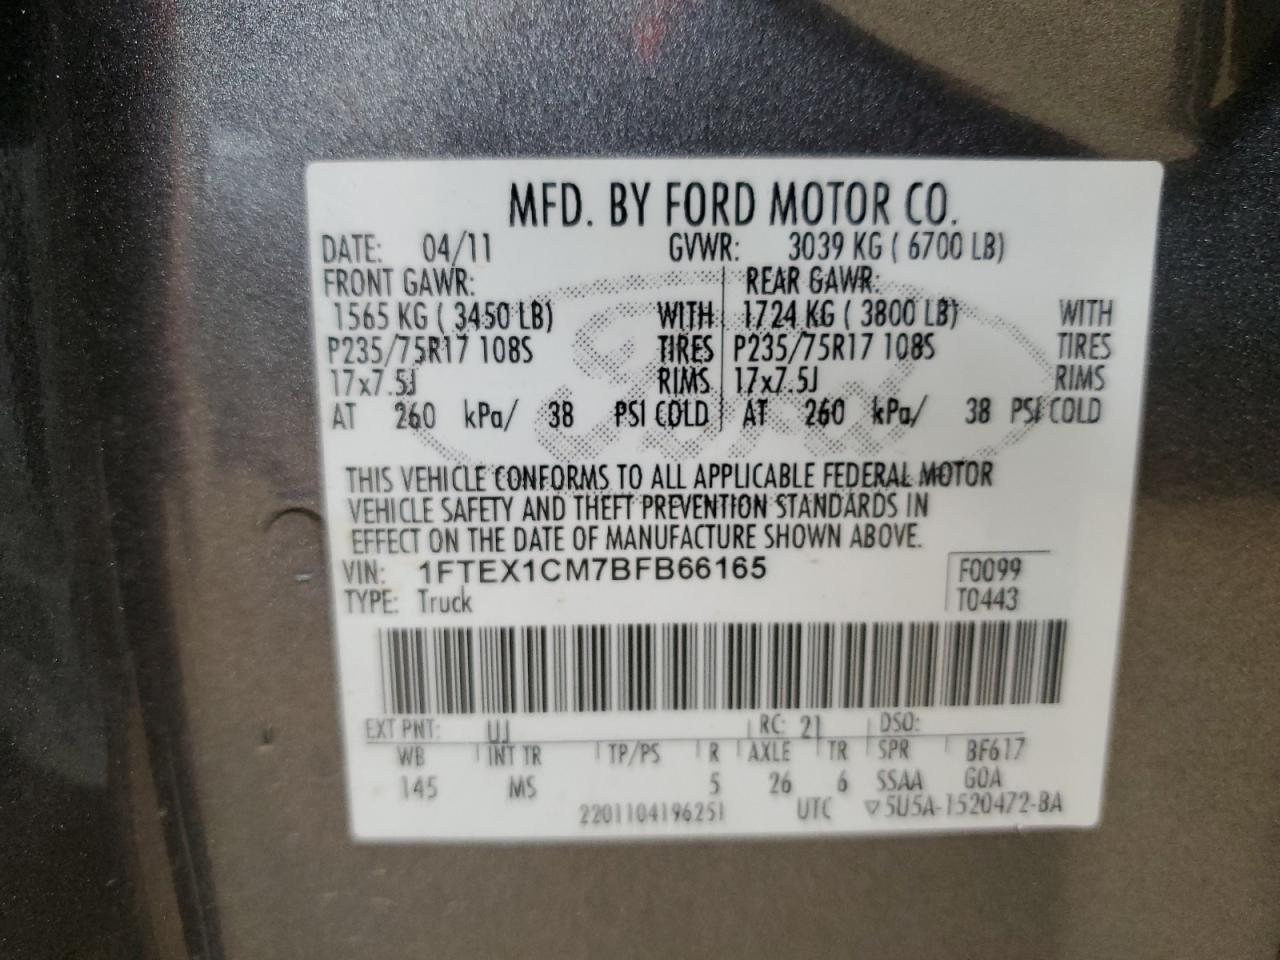 MFD. BY FORD MOTOR CO.
DATE: 04/11 GVWR: 3039 KG ( 6700 LB)
FRONT GAWR: REAR GAWR:
1565 KG ( 3450 LB) WITH 1724 KG ( 3800 LB) WITH
P235/75R17 108S TIRES P235/75R17 108S TIRES
17x7.5J RIMS 17x7.5J RIMS
AT 260 kPa/ 38 PSI COLD AT 260 kPa/ 38 PSI COLD
THIS VEHICLE CONFORMS TO ALL APPLICABLE FEDERAL MOTOR
VEHICLE SAFETY AND THEFT PREVENTION STANDARDS IN
EFFECT ON THE DATE OF MANUFACTURE SHOWN ABOVE.
VIN: 1FTEX1CM7BFB66165 F0099
TYPE: Truck T0443
EXT PNT: UJ RC: 21 DSO:
WB INT TR TP/PS R AXLE TR SPR BF617
145 MS 5 26 6 SSAA GOA
2201104196251 UTC ▽5U5A-1520472-BA
Ford